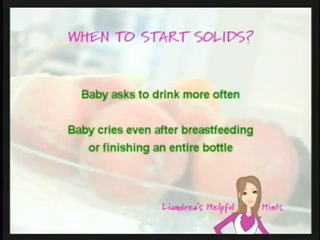 WHEN TO START SOLIDS?
Baby asks to drink more often
Baby cries even after breastfeeding
or finishing an entire bottle
Liandrea's Helpful Mints